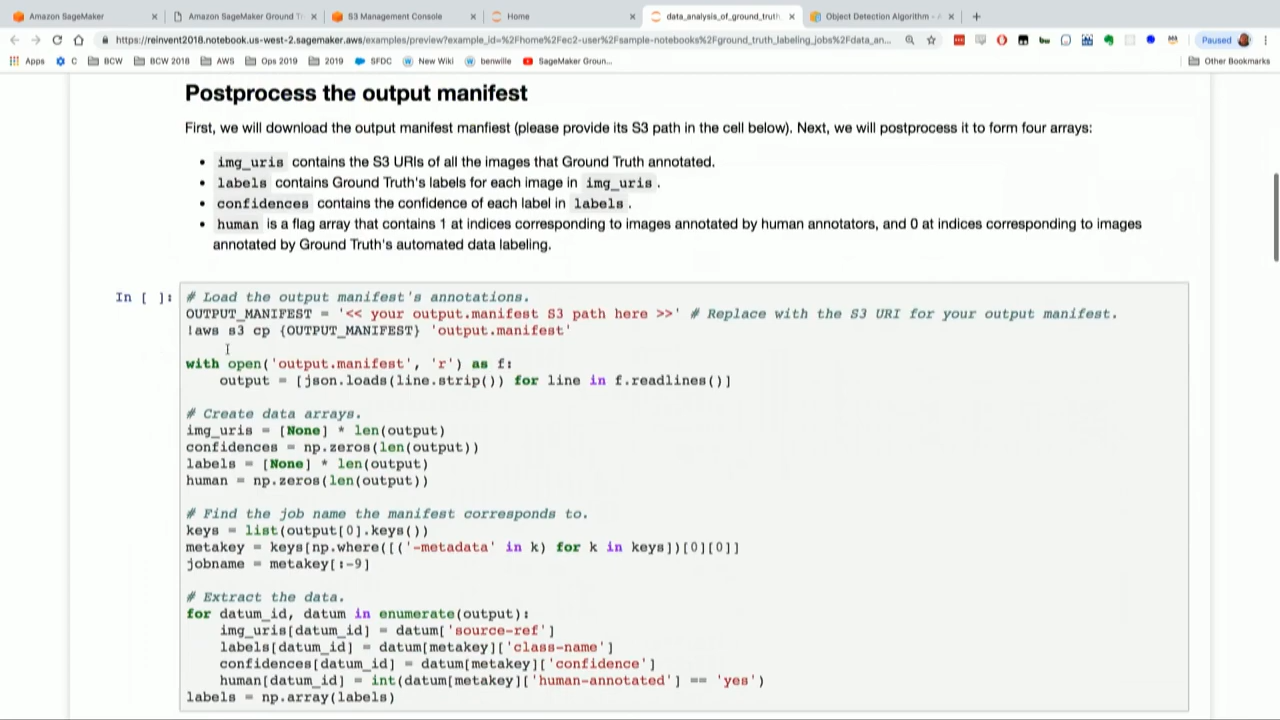 Amazon SageMaker
Amazon SageMaker Ground Tr
S3 Management Console
Home
data_analysis_of_ground_truth
Object Detection Algorithm - A
https://reinvent2018.notebook.us-west-2.sagemaker.aws/examples/preview?example_id=%2Fhome%2Fec2-user%2Fsample-notebooks%2Fground_truth_labeling_jobs%2Fdata_an...
Paused
Apps C BCW BCW 2018 AWS Ops 2019 2019 SFDC New Wiki benwille SageMaker Groun... Other Bookmarks
Postprocess the output manifest
First, we will download the output manifest manfiest (please provide its S3 path in the cell below). Next, we will postprocess it to form four arrays:
• img_uris contains the S3 URIs of all the images that Ground Truth annotated.
• labels contains Ground Truth's labels for each image in img_uris .
• confidences contains the confidence of each label in labels .
• human is a flag array that contains 1 at indices corresponding to images annotated by human annotators, and 0 at indices corresponding to images
annotated by Ground Truth's automated data labeling.
In [ ]: # Load the output manifest's annotations.
OUTPUT_MANIFEST = '<< your output.manifest S3 path here >>' # Replace with the S3 URI for your output manifest.
!aws s3 cp {OUTPUT_MANIFEST} 'output.manifest'
with open('output.manifest', 'r') as f:
    output = [json.loads(line.strip()) for line in f.readlines()]
# Create data arrays.
img_uris = [None] * len(output)
confidences = np.zeros(len(output))
labels = [None] * len(output)
human = np.zeros(len(output))
# Find the job name the manifest corresponds to.
keys = list(output[0].keys())
metakey = keys[np.where([('-metadata' in k) for k in keys])[0][0]]
jobname = metakey[:-9]
# Extract the data.
for datum_id, datum in enumerate(output):
    img_uris[datum_id] = datum['source-ref']
    labels[datum_id] = datum[metakey]['class-name']
    confidences[datum_id] = datum[metakey]['confidence']
    human[datum_id] = int(datum[metakey]['human-annotated'] == 'yes')
labels = np.array(labels)